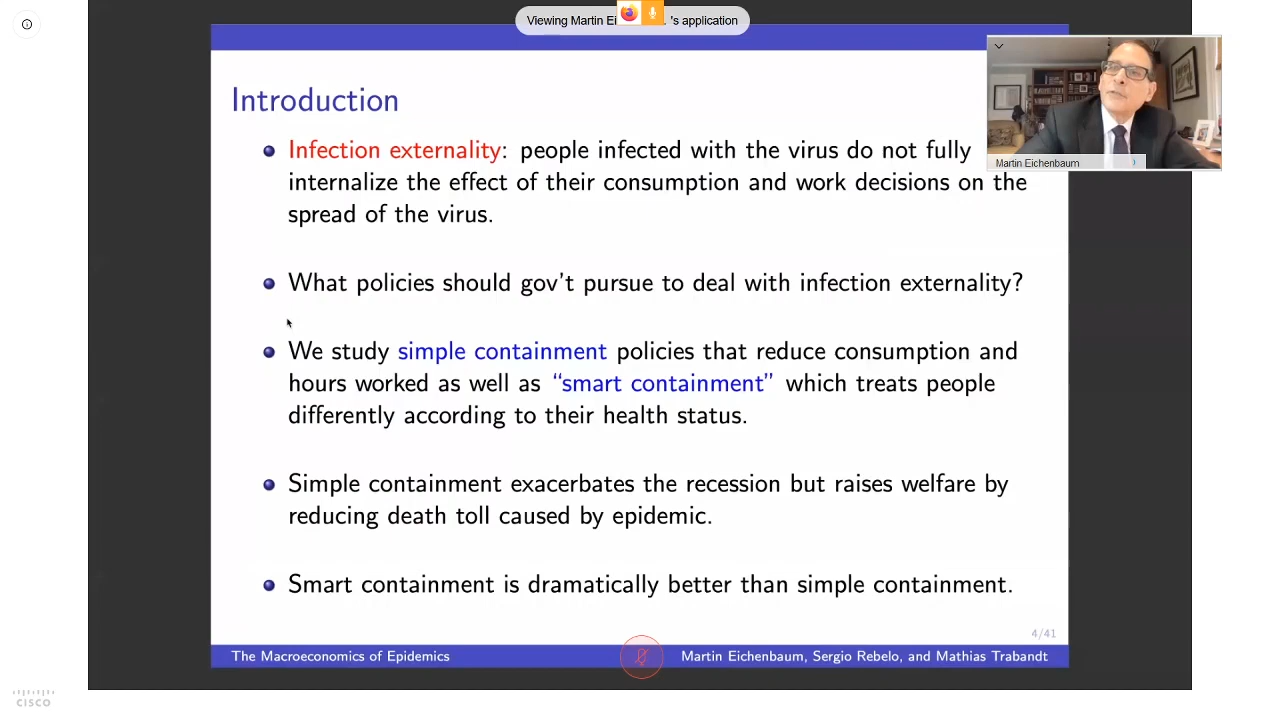 Viewing Martin Ei
's application
Introduction
Infection externality: people infected with the virus do not fully
internalize the effect of their consumption and work decisions on the
spread of the virus.
Martin Eichenbaum
What policies should gov't pursue to deal with infection externality?
We study simple containment policies that reduce consumption and
hours worked as well as “smart containment” which treats people
differently according to their health status.
Simple containment exacerbates the recession but raises welfare by
reducing death toll caused by epidemic.
Smart containment is dramatically better than simple containment.
4/41
The Macroeconomics of Epidemics
Martin Eichenbaum, Sergio Rebelo, and Mathias Trabandt
CISCO